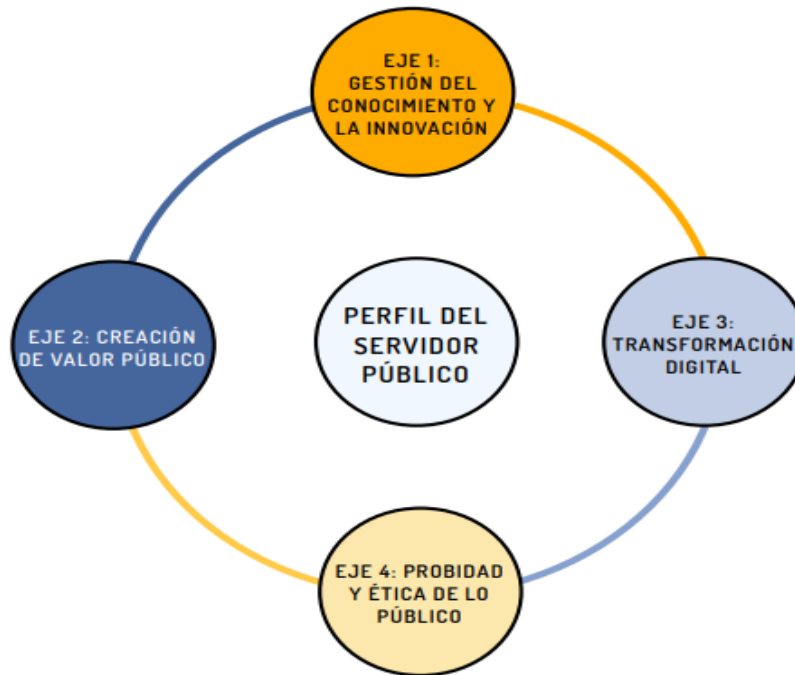 EJE 1:
GESTIÓN DEL
CONOCIMIENTO Y
LA INNOVACIÓN
EJE 2: CREACIÓN
DE VALOR PÚBLICO
PERFIL DEL
SERVIDOR
PÚBLICO
EJE 3:
TRANSFORMACIÓN
DIGITAL
EJE 4: PROBIDAD
Y ÉTICA DE LO
PÚBLICO